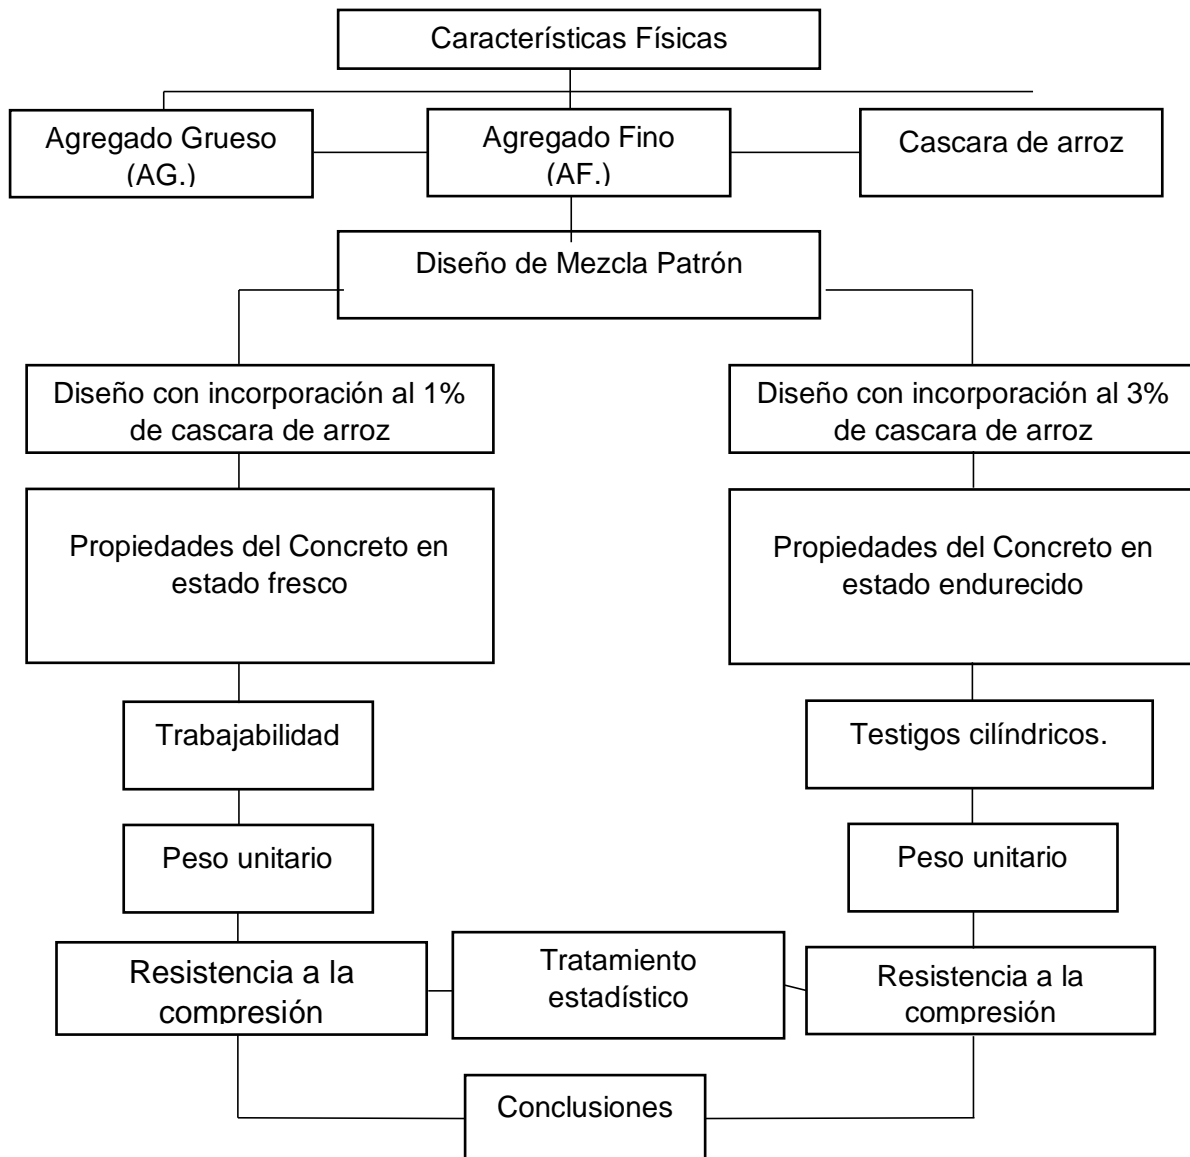 Características Físicas
Agregado Grueso
(AG.)
Agregado Fino
(AF.)
Cascara de arroz
Diseño de Mezcla Patrón
Diseño con incorporación al 1%
de cascara de arroz
Diseño con incorporación al 3%
de cascara de arroz
Propiedades del Concreto en
estado fresco
Propiedades del Concreto en
estado endurecido
Trabajabilidad
Testigos cilíndricos.
Peso unitario
Peso unitario
Resistencia a la
compresión
Tratamiento
estadístico
Resistencia a la
compresión
Conclusiones